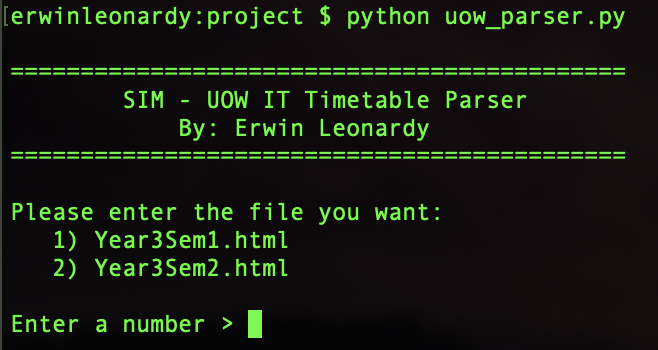 [erwinleonardy:project $ python uow_parser.py
============================================
SIM - UOW IT Timetable Parser
By: Erwin Leonardy
============================================
Please enter the file you want:
1) Year3Sem1.html
2) Year3Sem2.html
Enter a number >